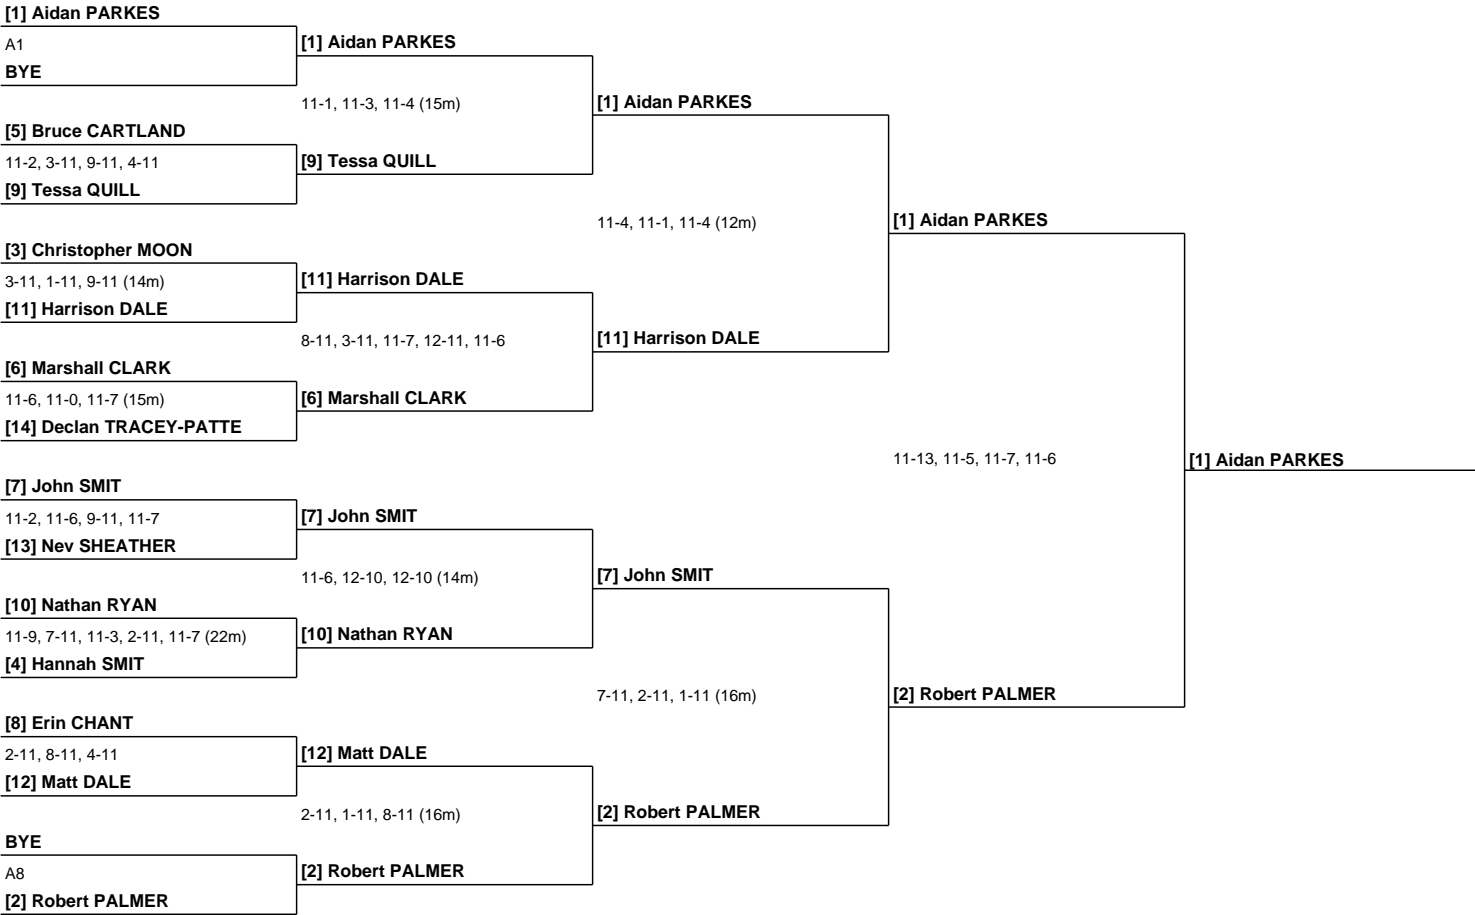 [1] Aidan PARKES
A1
BYE
[5] Bruce CARTLAND
11-2, 3-11, 9-11, 4-11
[9] Tessa QUILL
[3] Christopher MOON
3-11, 1-11, 9-11 (14m)
[11] Harrison DALE
[6] Marshall CLARK
11-6, 11-0, 11-7 (15m)
[14] Declan TRACEY-PATTE
[7] John SMIT
11-2, 11-6, 9-11, 11-7
[13] Nev SHEATHER
[10] Nathan RYAN
11-9, 7-11, 11-3, 2-11, 11-7 (22m)
[4] Hannah SMIT
[8] Erin CHANT
2-11, 8-11, 4-11
[12] Matt DALE
BYE
A8
[2] Robert PALMER
[1] Aidan PARKES
11-1, 11-3, 11-4 (15m)
[9] Tessa QUILL
[11] Harrison DALE
8-11, 3-11, 11-7, 12-11, 11-6
[6] Marshall CLARK
[7] John SMIT
11-6, 12-10, 12-10 (14m)
[10] Nathan RYAN
[12] Matt DALE
2-11, 1-11, 8-11 (16m)
[2] Robert PALMER
[1] Aidan PARKES
11-4, 11-1, 11-4 (12m)
[11] Harrison DALE
[7] John SMIT
7-11, 2-11, 1-11 (16m)
[2] Robert PALMER
[1] Aidan PARKES
11-13, 11-5, 11-7, 11-6
[2] Robert PALMER
[1] Aidan PARKES